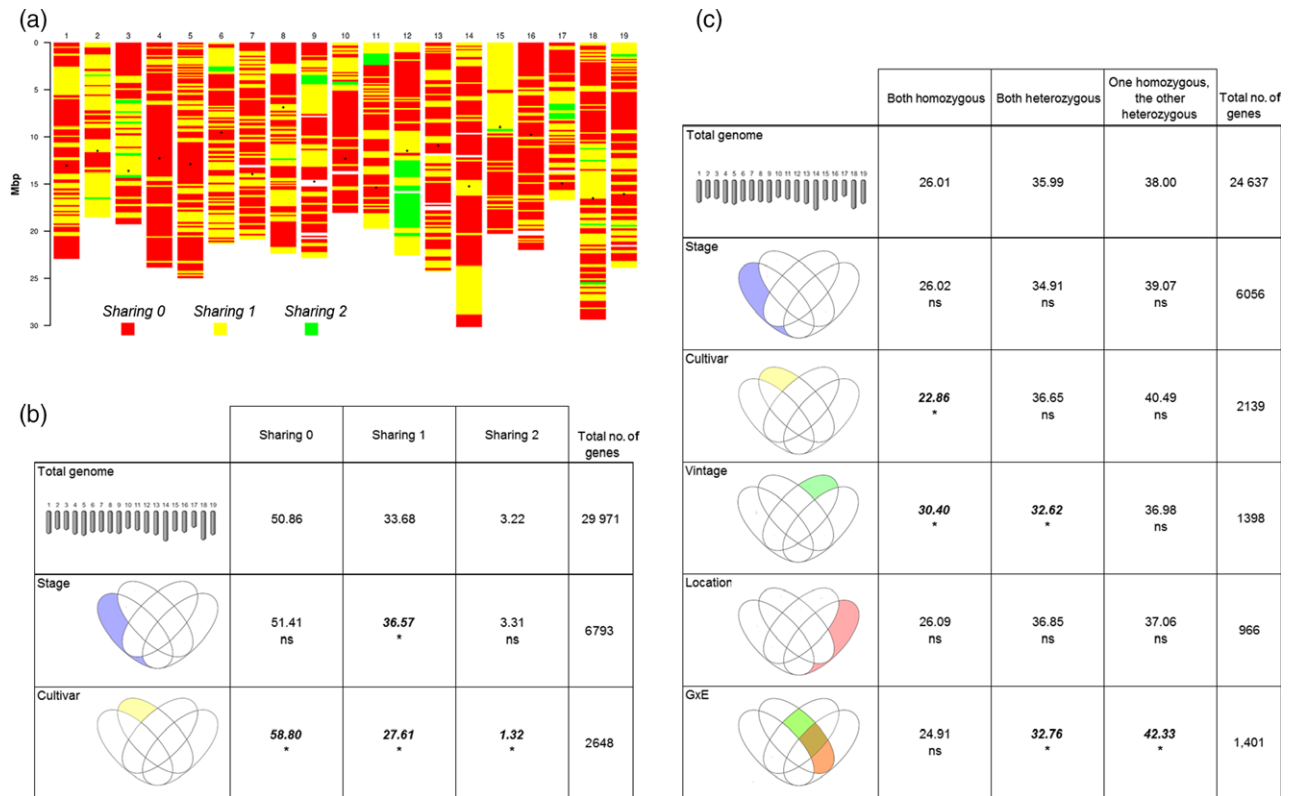 (a)
1 2 3 4 5 6 7 8 9 10 11 12 13 14 15 16 17 18 19
0
5
10
15
20
25
30
Mbp
Sharing 0 Sharing 1 Sharing 2
(b)
Sharing 0 Sharing 1 Sharing 2 Total no. of
genes
Total genome
1 2 3 4 5 6 7 8 9 10 11 12 13 14 15 16 17 18 19
50.86 33.68 3.22 29 971
Stage
51.41 36.57 3.31 6793
ns * ns
Cultivar
58.80 27.61 1.32 2648
* * *
(c)
Both homozygous Both heterozygous One homozygous,
the other
heterozygous
Total no. of
genes
Total genome
1 2 3 4 5 6 7 8 9 10 11 12 13 14 15 16 17 18 19
26.01 35.99 38.00 24 637
Stage
26.02 34.91 39.07 6056
ns ns ns
Cultivar
22.86 36.65 40.49 2139
* ns ns
Vintage
30.40 32.62 36.98 1398
* * ns
Location
26.09 36.85 37.06 966
ns ns ns
GxE
24.91 32.76 42.33 1,401
ns * *